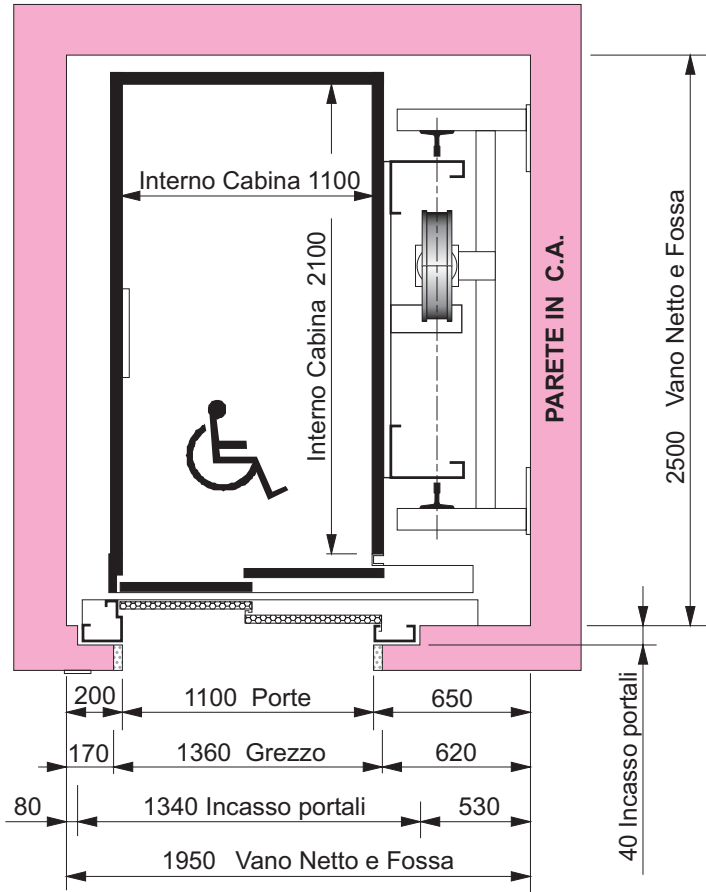 Interno Cabina 1100
Interno Cabina 2100
PARETE IN C.A.
2500 Vano Netto e Fossa
40 Incasso portali
200
1100 Porte
650
170
1360 Grezzo
620
80
1340 Incasso portali
530
1950 Vano Netto e Fossa